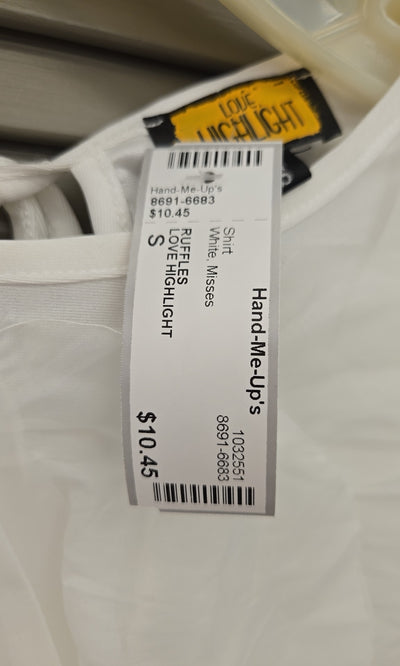 LOVE
HIGHLIGHT
Hand-Me-Up's
8691-6683
$10.45
Hand-Me-Up's
1032551
8691-6683
Shirt
White, Misses
RUFFLES
LOVE HIGHLIGHT
S
$10.45